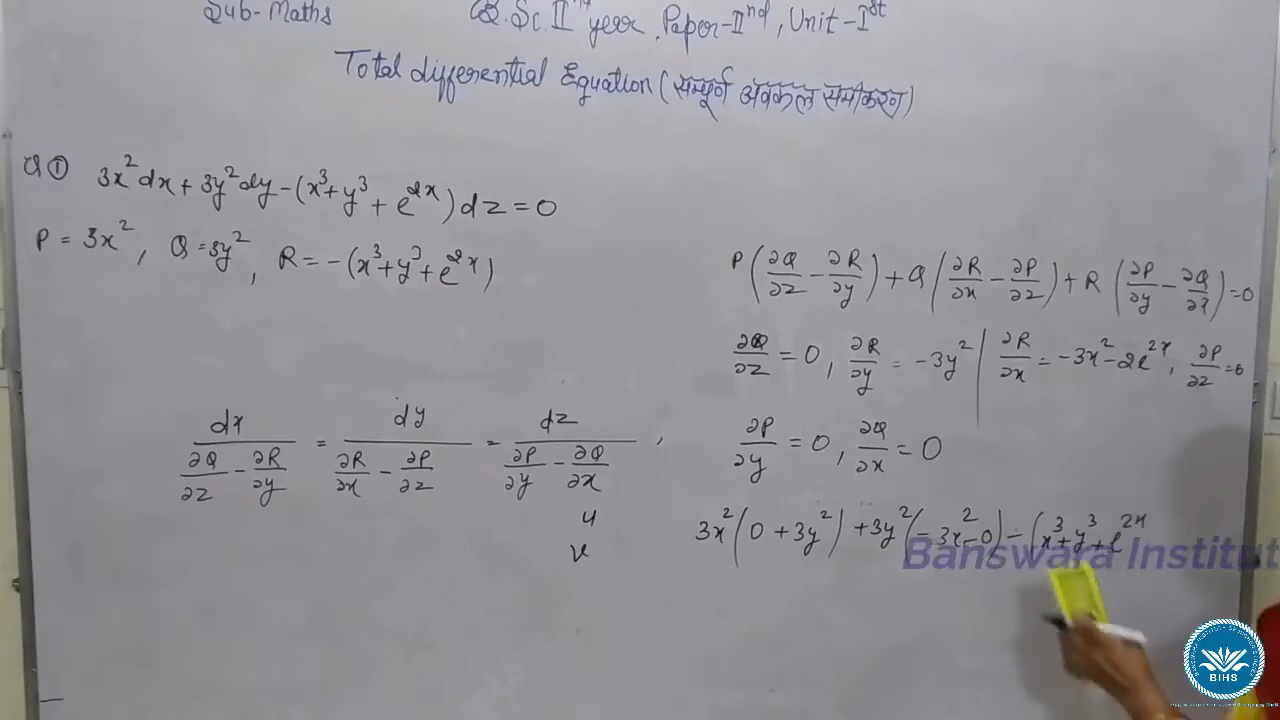 Sub-Maths B.Sc. IInd year, Paper-IInd, Unit-Ist
Total differential Equation (सम्पूर्ण अवकल समीकरण)
Q① 3x² dx + 3y² dy - (x³ + y³ + e²ˣ) dz = 0
P = 3x², Q = 3y², R = -(x³ + y³ + e²ˣ)
P(∂Q/∂z - ∂R/∂y) + Q(∂R/∂x - ∂P/∂z) + R(∂P/∂y - ∂Q/∂x) = 0
∂Q/∂z = 0, ∂R/∂y = -3y² | ∂R/∂x = -3x² - 2e²ˣ, ∂P/∂z = 0
dx/(∂Q/∂z - ∂R/∂y) = dy/(∂R/∂x - ∂P/∂z) = dz/(∂P/∂y - ∂Q/∂x),
∂P/∂y = 0, ∂Q/∂x = 0
u
v
3x²(0 + 3y²) + 3y²(-3x² - 0) - (x³ + y³ + e²ˣ
Banswara Institut
BIHS